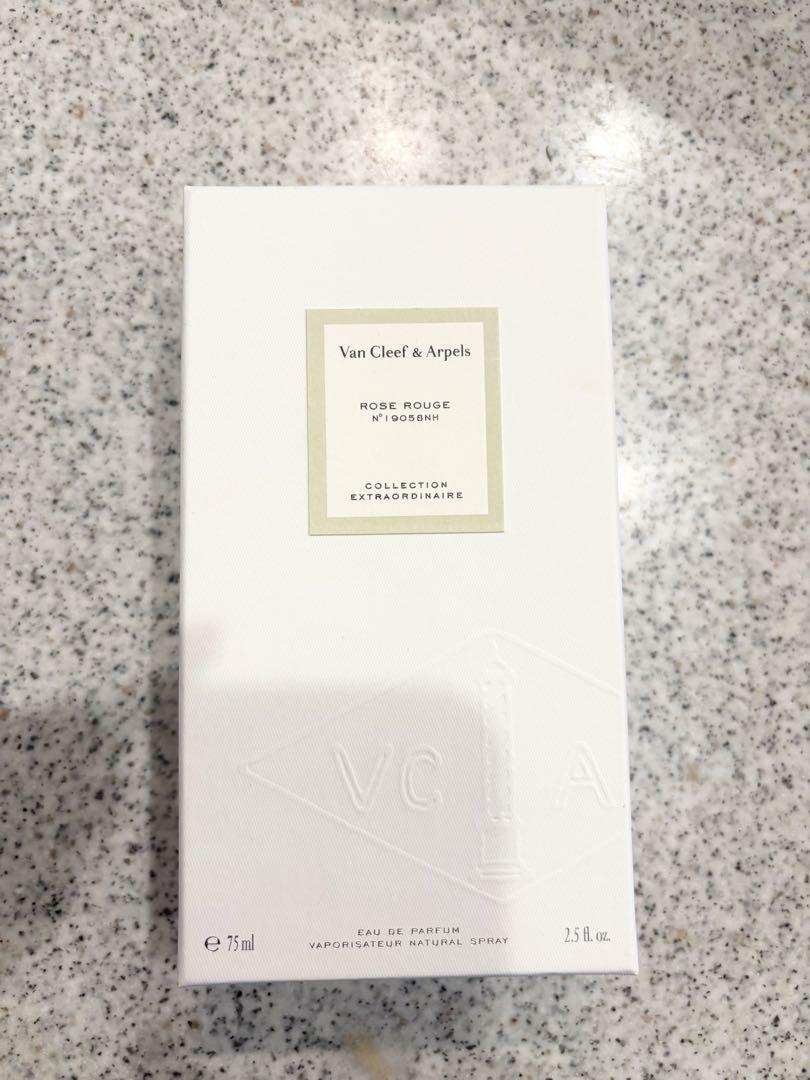 Van Cleef & Arpels
ROSE ROUGE
N°19058NH
COLLECTION
EXTRAORDINAIRE
VC A
EAU DE PARFUM
e 75 ml VAPORISATEUR NATURAL SPRAY 2.5 fl. oz.